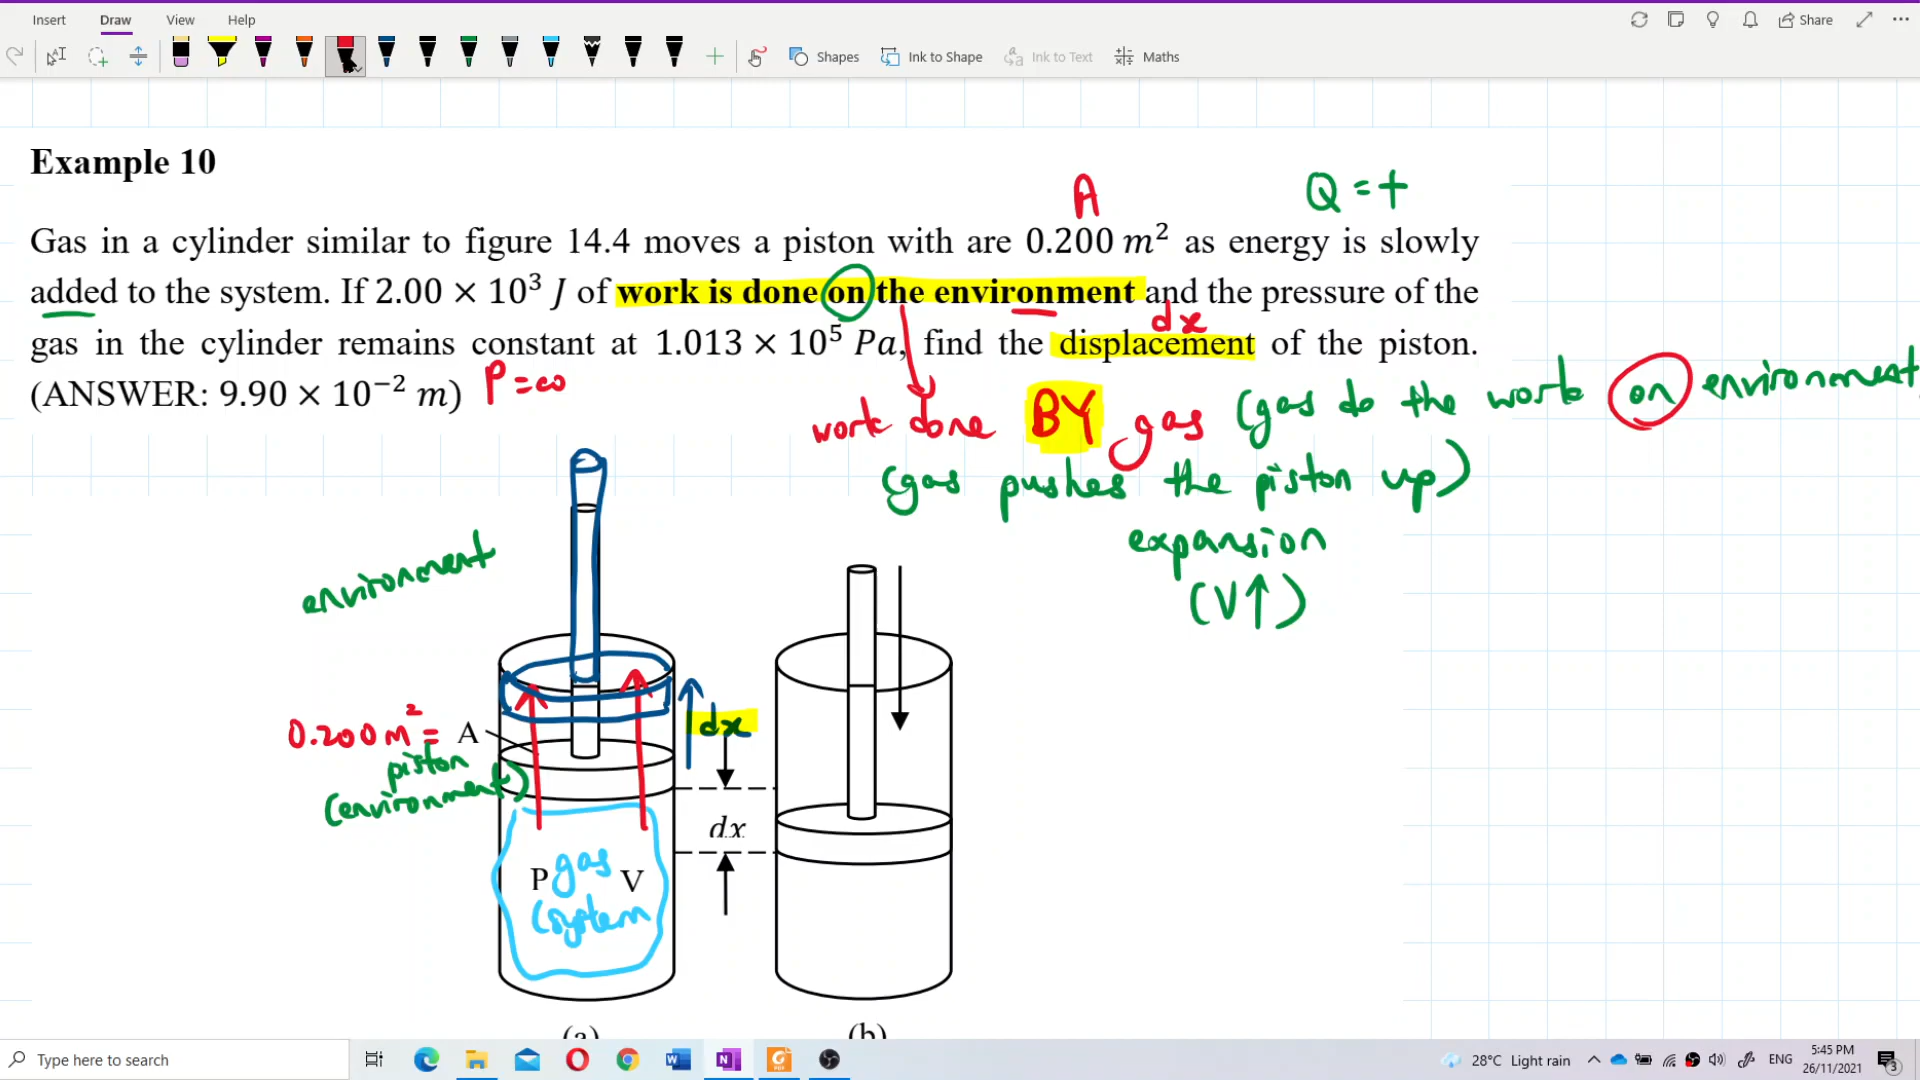 Insert Draw View Help
Share
Shapes Ink to Shape Ink to Text Maths
Example 10
A
Q = +
Gas in a cylinder similar to figure 14.4 moves a piston with are 0.200 m² as energy is slowly
added to the system. If 2.00 × 10³ J of work is done on the environment and the pressure of the
dx
gas in the cylinder remains constant at 1.013 × 10⁵ Pa, find the displacement of the piston.
(ANSWER: 9.90 × 10⁻² m) P = co
work done BY gas (gas do the work on environment
(gas pushes the piston up)
expansion
(V↑)
environment
0.200m² = A
piston
(environment)
dx
dx
P gas V
(system
(a) (b)
Type here to search
28°C Light rain
ENG
5:45 PM
26/11/2021
3